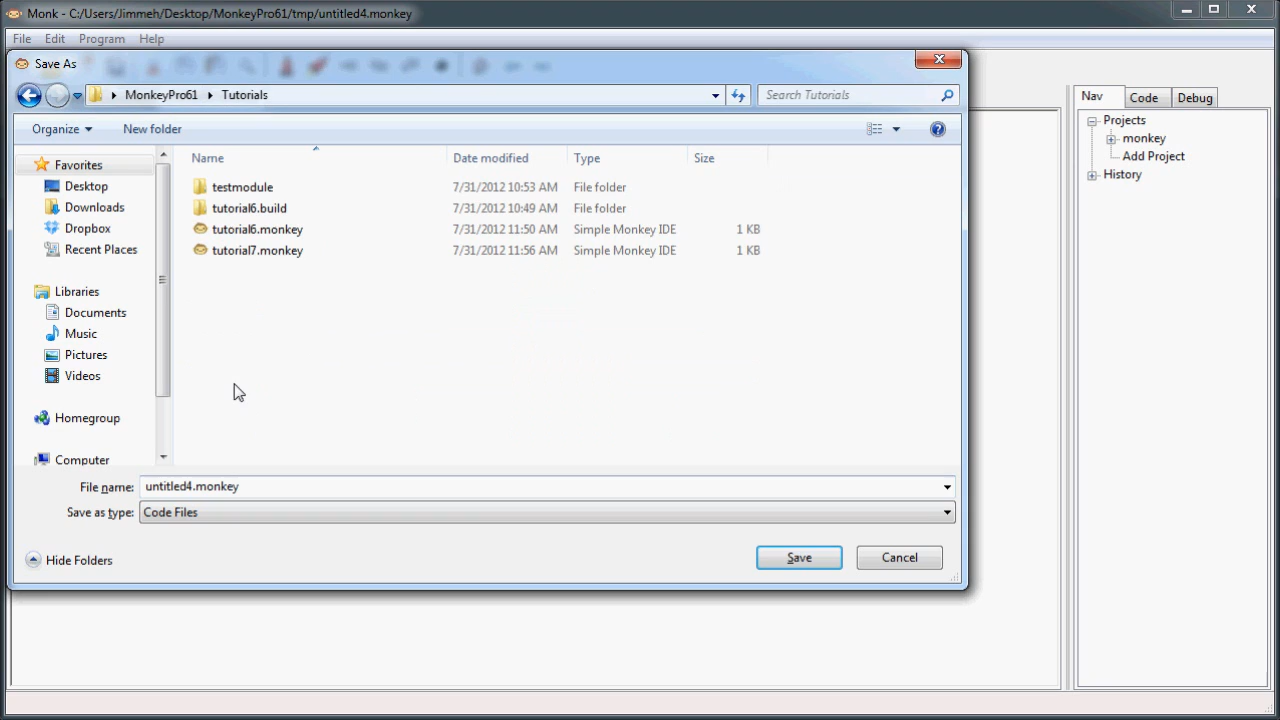 Monk - C:/Users/Jimmeh/Desktop/MonkeyPro61/tmp/untitled4.monkey
File Edit Program Help
Save As
MonkeyPro61 Tutorials Search Tutorials
Organize New folder
Name Date modified Type Size
testmodule 7/31/2012 10:53 AM File folder
tutorial6.build 7/31/2012 10:49 AM File folder
tutorial6.monkey 7/31/2012 11:50 AM Simple Monkey IDE 1 KB
tutorial7.monkey 7/31/2012 11:56 AM Simple Monkey IDE 1 KB
Favorites
Desktop
Downloads
Dropbox
Recent Places
Libraries
Documents
Music
Pictures
Videos
Homegroup
Computer
File name: untitled4.monkey
Save as type: Code Files
Hide Folders Save Cancel
Nav Code Debug
Projects
monkey
Add Project
History